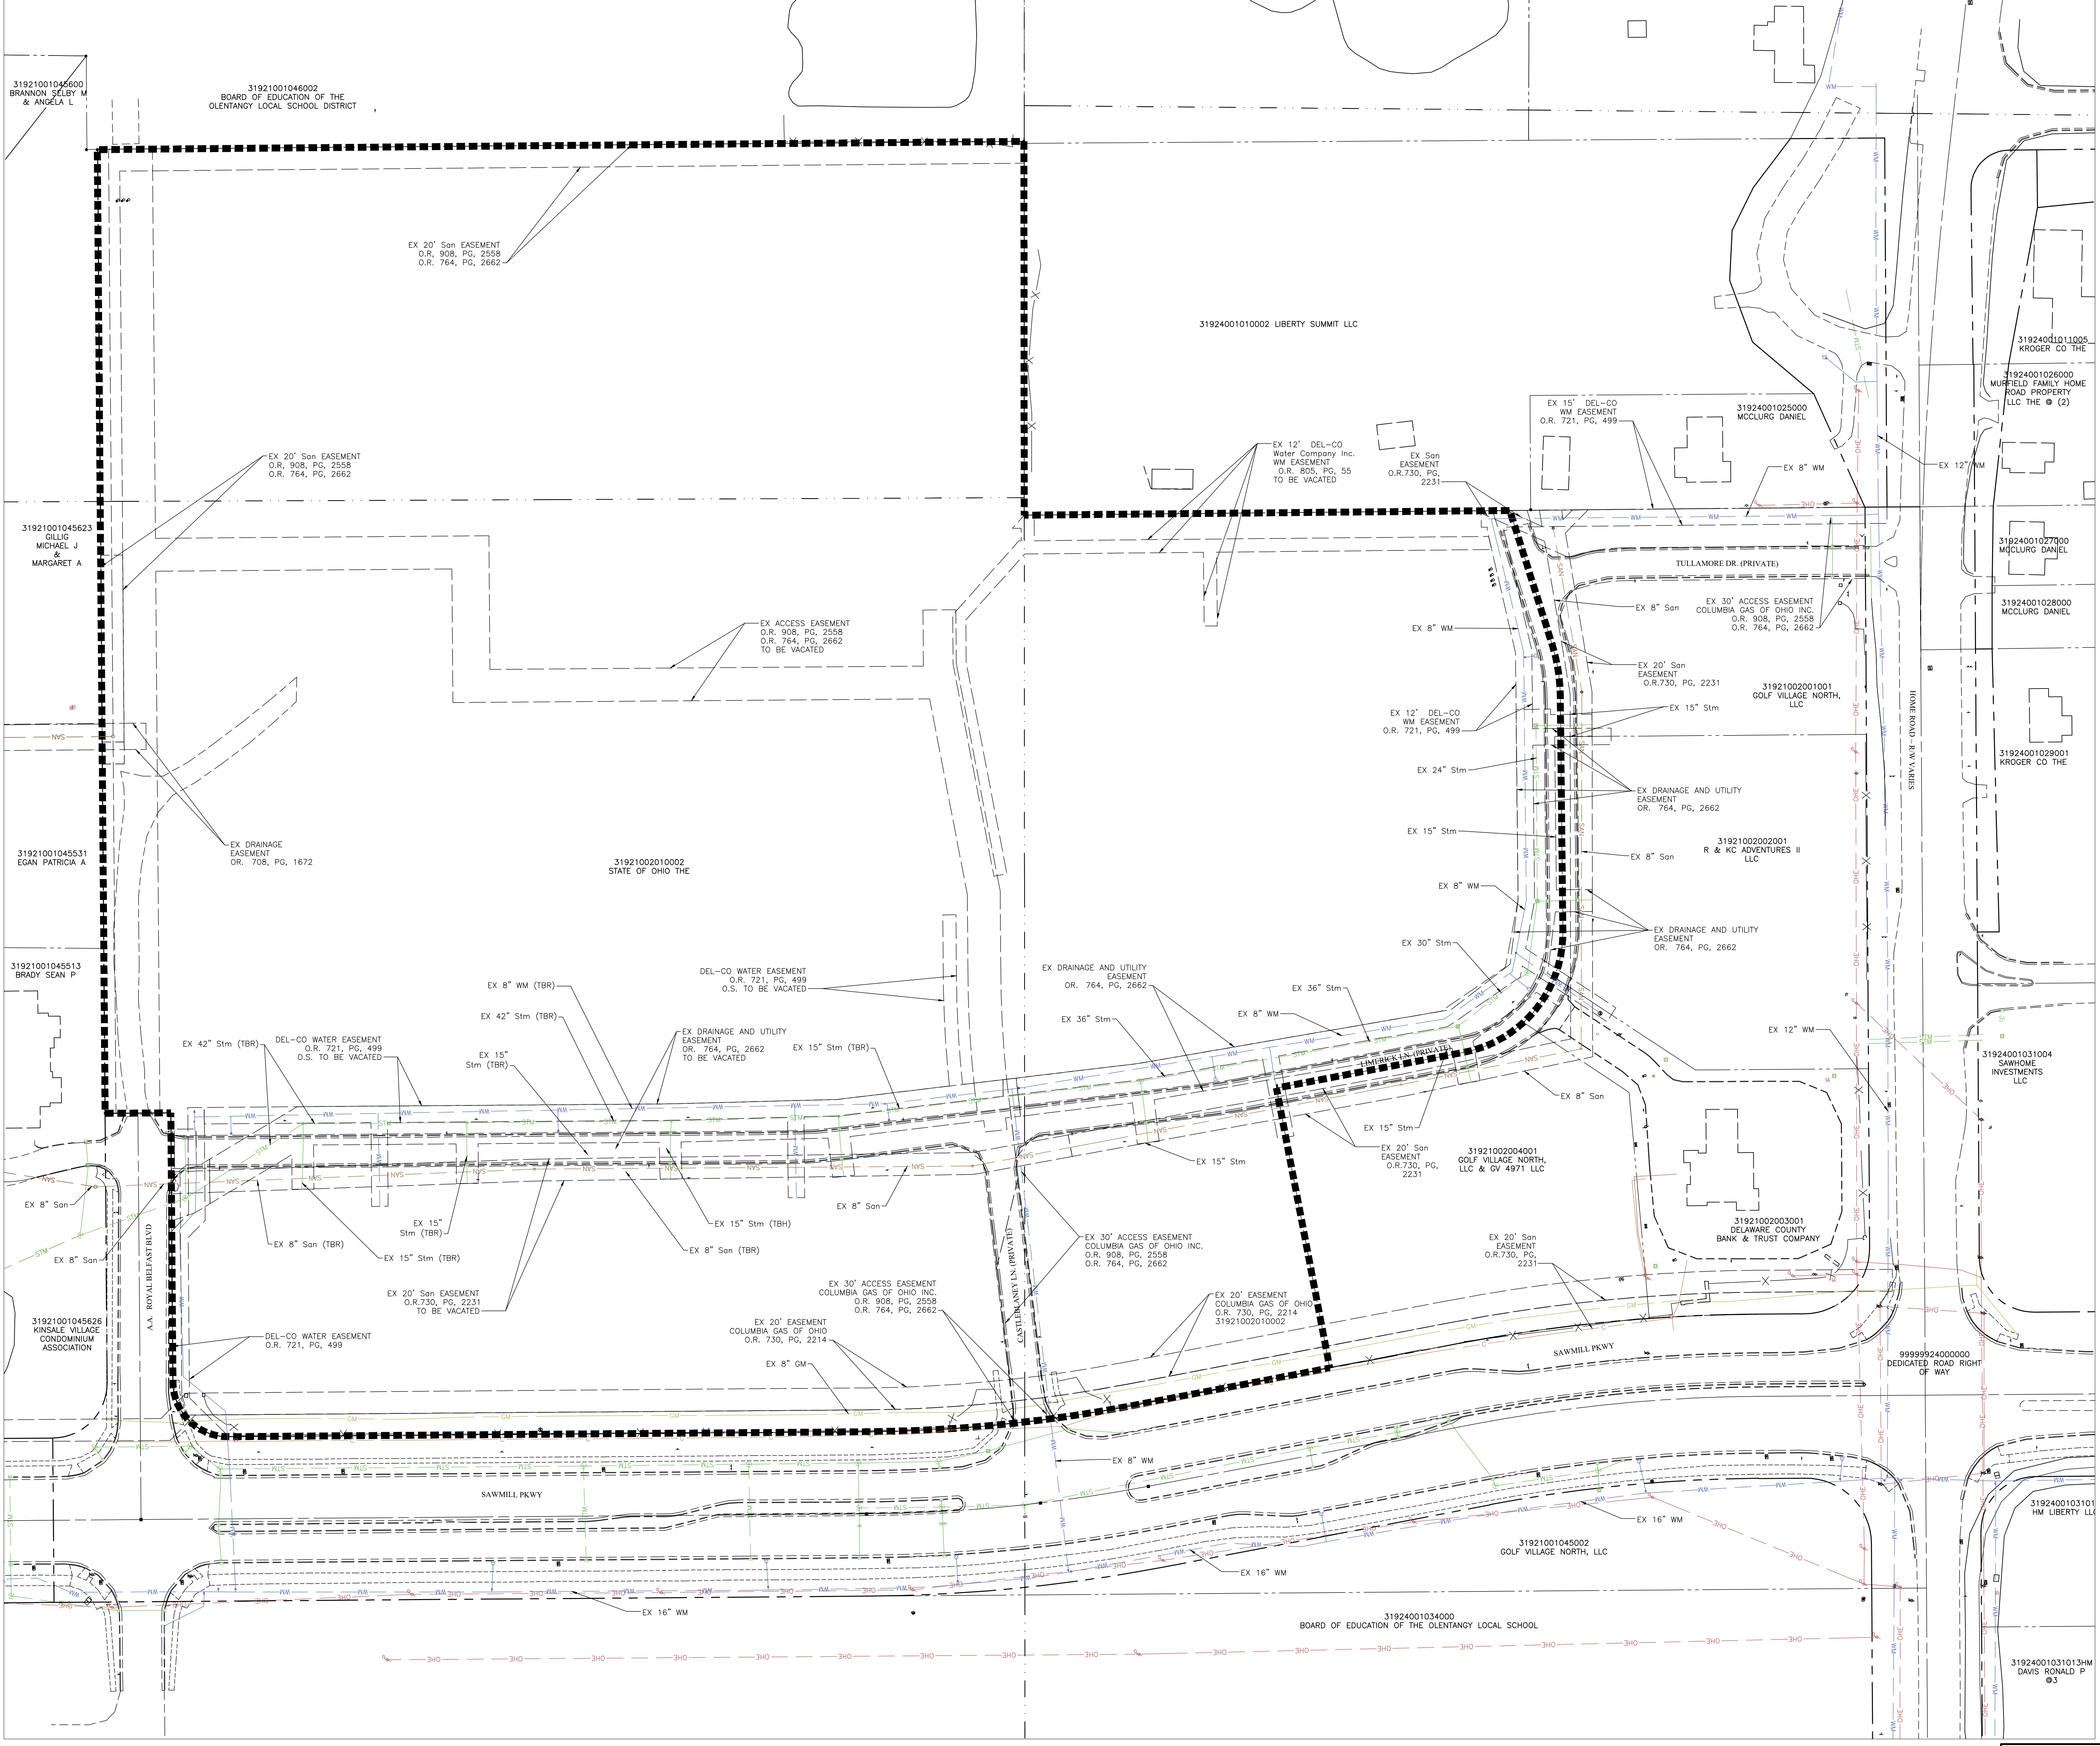 31921001045600
BRANNON SELBY M
& ANGELA L
31921001046002
BOARD OF EDUCATION OF THE
OLENTANGY LOCAL SCHOOL DISTRICT
EX 20' San EASEMENT
O.R, 908, PG, 2558
O.R. 764, PG, 2662
31924001010002 LIBERTY SUMMIT LLC
31924001011005
KROGER CO THE
31924001026000
MURFIELD FAMILY HOME
ROAD PROPERTY
LLC THE @ (2)
EX 15' DEL-CO
WM EASEMENT
O.R. 721, PG, 499
31924001025000
MCCLURG DANIEL
EX 20' San EASEMENT
O.R, 908, PG, 2558
O.R. 764, PG, 2662
EX 12' DEL-CO
Water Company Inc.
WM EASEMENT
O.R. 805, PG, 55
TO BE VACATED
EX San
EASEMENT
O.R.730, PG,
2231
EX 8" WM
EX 12" WM
31921001045623
GILLIG
MICHAEL J
&
MARGARET A
31924001027000
MCCLURG DANIEL
TULLAMORE DR. (PRIVATE)
EX 8" San
EX 30' ACCESS EASEMENT
COLUMBIA GAS OF OHIO INC.
O.R. 908, PG, 2558
O.R. 764, PG, 2662
31924001028000
MCCLURG DANIEL
EX ACCESS EASEMENT
O.R. 908, PG, 2558
O.R. 764, PG, 2662
TO BE VACATED
EX 8" WM
EX 20' San
EASEMENT
O.R.730, PG, 2231
31921002001001
GOLF VILLAGE NORTH,
LLC
HOME ROAD ~ R/W VARIES
EX 12' DEL-CO
WM EASEMENT
O.R. 721, PG, 499
EX 15" Stm
31924001029001
KROGER CO THE
EX 24" Stm
EX DRAINAGE AND UTILITY
EASEMENT
OR. 764, PG, 2662
EX 15" Stm
EX DRAINAGE
EASEMENT
OR. 708, PG, 1672
31921001045531
EGAN PATRICIA A
31921002010002
STATE OF OHIO THE
EX 8" San
31921002002001
R & KC ADVENTURES II
LLC
EX 8" WM
EX 30" Stm
EX DRAINAGE AND UTILITY
EASEMENT
OR. 764, PG, 2662
31921001045513
BRADY SEAN P
DEL-CO WATER EASEMENT
O.R. 721, PG, 499
O.S. TO BE VACATED
EX DRAINAGE AND UTILITY
EASEMENT
OR. 764, PG, 2662
EX 8" WM (TBR)
EX 36" Stm
EX 42" Stm (TBR)
EX 36" Stm
EX 8" WM
EX 12" WM
EX 42" Stm (TBR)
DEL-CO WATER EASEMENT
O.R. 721, PG, 499
O.S. TO BE VACATED
EX 15"
Stm (TBR)
EX DRAINAGE AND UTILITY
EASEMENT
OR. 764, PG, 2662
TO BE VACATED
EX 15" Stm (TBR)
LIMERICK LN. (PRIVATE)
31924001031004
SAWHOME
INVESTMENTS
LLC
EX 8" San
EX 15" Stm
EX 15" Stm
EX 20' San
EASEMENT
O.R.730, PG,
2231
31921002004001
GOLF VILLAGE NORTH,
LLC & GV 4971 LLC
EX 8" San
EX 8" San
EX 8" San (TBR)
EX 15" Stm (TBR)
EX 15"
Stm (TBR)
EX 8" San (TBR)
EX 15" Stm (TBH)
EX 8" San
A.A. ROYAL BELFAST BLVD
CASTLEBLANEY LN. (PRIVATE)
EX 30' ACCESS EASEMENT
COLUMBIA GAS OF OHIO INC.
O.R. 908, PG, 2558
O.R. 764, PG, 2662
EX 20' San
EASEMENT
O.R.730, PG,
2231
31921002003001
DELAWARE COUNTY
BANK & TRUST COMPANY
EX 20' San EASEMENT
O.R.730, PG, 2231
TO BE VACATED
EX 30' ACCESS EASEMENT
COLUMBIA GAS OF OHIO INC.
O.R. 908, PG, 2558
O.R. 764, PG, 2662
EX 20' EASEMENT
COLUMBIA GAS OF OHIO
O.R. 730, PG, 2214
31921002010002
31921001045626
KINSALE VILLAGE
CONDOMINIUM
ASSOCIATION
DEL-CO WATER EASEMENT
O.R. 721, PG, 499
EX 20' EASEMENT
COLUMBIA GAS OF OHIO
O.R. 730, PG, 2214
EX 8" GM
SAWMILL PKWY
99999924000000
DEDICATED ROAD RIGHT
OF WAY
EX 8" WM
SAWMILL PKWY
EX 16" WM
EX 16" WM
EX 16" WM
31921001045002
GOLF VILLAGE NORTH, LLC
3192400103101
HM LIBERTY LLC
31924001034000
BOARD OF EDUCATION OF THE OLENTANGY LOCAL SCHOOL
31924001031013HM
DAVIS RONALD P
@3